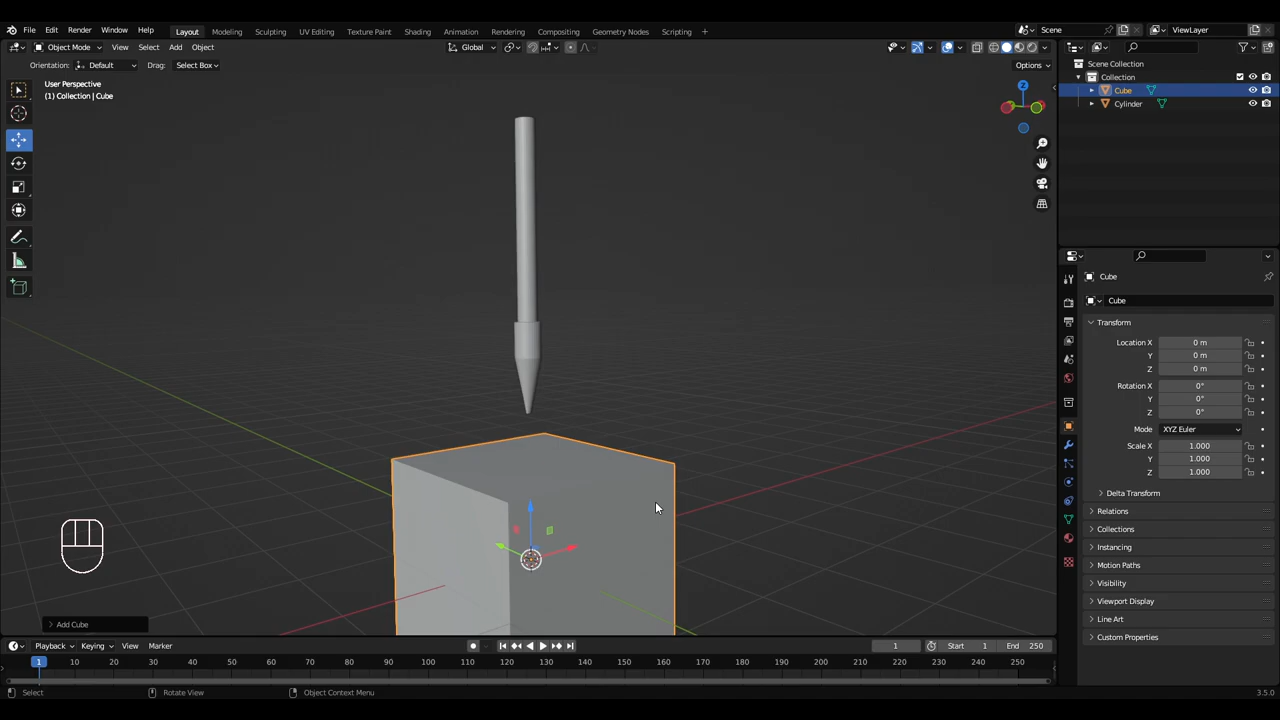 File Edit Render Window Help Layout Modeling Sculpting UV Editing Texture Paint Shading Animation Rendering Compositing Geometry Nodes Scripting + Scene ViewLayer
Object Mode View Select Add Object Global
Orientation: Default Drag: Select Box Options
User Perspective
(1) Collection | Cube
Z
Scene Collection
Collection
Cube
Cylinder
Cube
Cube
Transform
Location X 0 m
Y 0 m
Z 0 m
Rotation X 0°
Y 0°
Z 0°
Mode XYZ Euler
Scale X 1.000
Y 1.000
Z 1.000
Delta Transform
Relations
Collections
Instancing
Motion Paths
Visibility
Viewport Display
Line Art
Custom Properties
Add Cube
Playback Keying View Marker 1 Start 1 End 250
1 10 20 30 40 50 60 70 80 90 100 110 120 130 140 150 160 170 180 190 200 210 220 230 240 250
Select Rotate View Object Context Menu 3.5.0